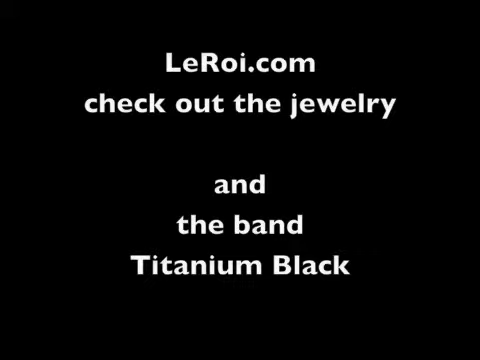 LeRoi.com
check out the jewelry
and
the band
Titanium Black